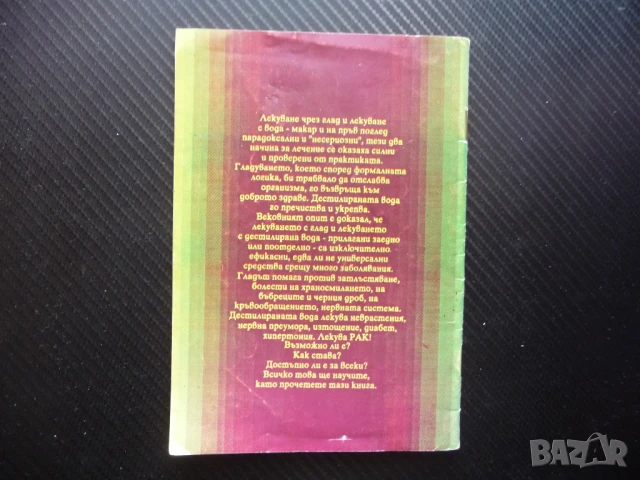 Лекуване чрез глад и лекуване
с вода - макар и на пръв поглед
парадоксални и "несериозни", тези два
начина за лечение се оказаха силни
и проверени от практиката.
Гладуването, което според формалната
логика, би трябвало да отслабва
организма, го възвръща към
доброто здраве. Дестилираната вода
го пречиства и укрепва.
Вековният опит е доказал, че
лекуването с глад и лекуването
с дестилирана вода - прилагани заедно
или поотделно - са изключително
ефикасни, едва ли не универсални
средства срещу много заболявания.
Гладът помага против затлъстяване,
болести на храносмилането, на
бъбреците и черния дроб, на
кръвообращението, нервната система.
Дестилираната вода лекува неврастения,
нервна преумора, изтощение, диабет,
хипертония. Лекува РАК!
Възможно ли е?
Как става?
Достъпно ли е за всеки?
Всичко това ще научите,
като прочетете тази книга.
BAZAR
.bg